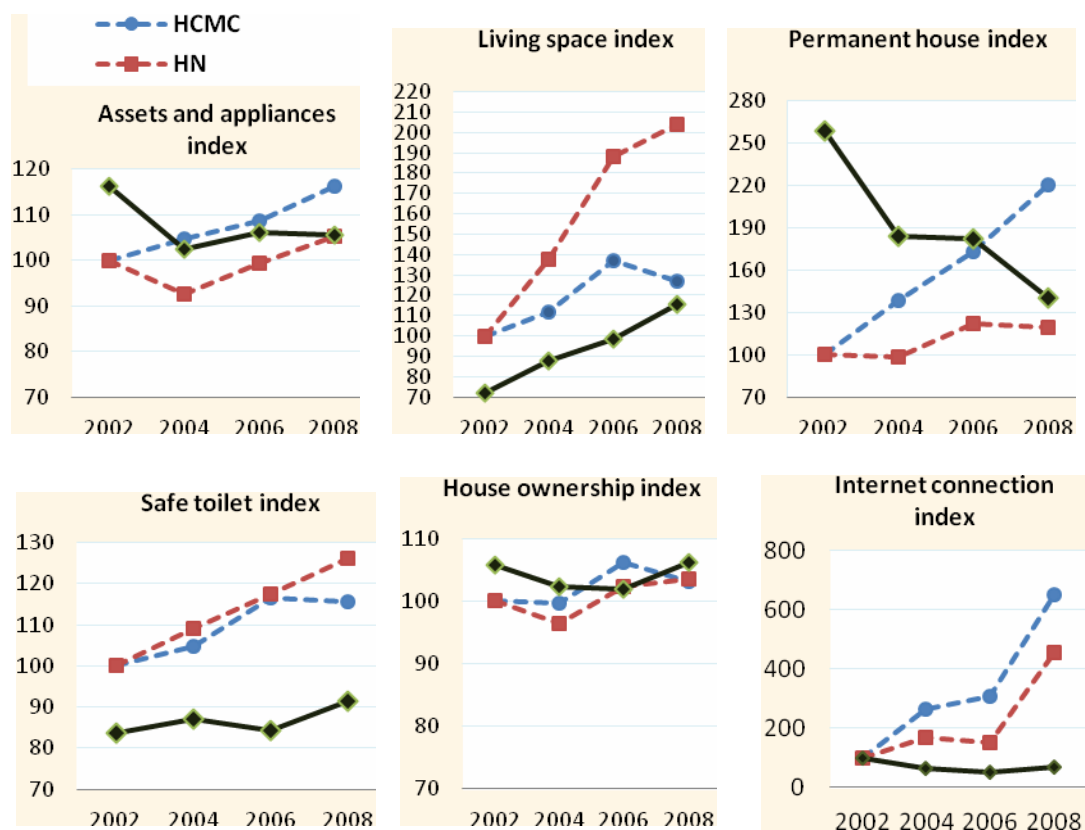 HCMC
HN
Assets and appliances
index
120
110
100
90
80
70
2002 2004 2006 2008
Living space index
220
210
200
190
180
170
160
150
140
130
120
110
100
90
80
70
2002 2004 2006 2008
Permanent house index
280
250
220
190
160
130
100
70
2002 2004 2006 2008
Safe toilet index
130
120
110
100
90
80
70
2002 2004 2006 2008
House ownership index
110
100
90
80
70
2002 2004 2006 2008
Internet connection
index
800
600
400
200
0
2002 2004 2006 2008